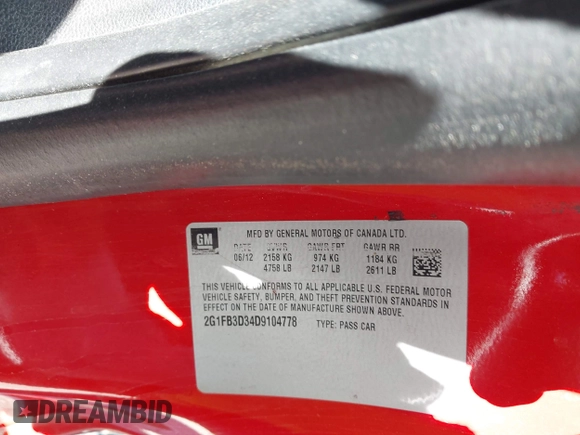 GM
MFD BY GENERAL MOTORS OF CANADA LTD.
DATE GVWR GAWR FRT GAWR RR
06/12 2158 KG 974 KG 1184 KG
4758 LB 2147 LB 2611 LB
THIS VEHICLE CONFORMS TO ALL APPLICABLE U.S. FEDERAL MOTOR
VEHICLE SAFETY, BUMPER, AND THEFT PREVENTION STANDARDS IN
EFFECT ON THE DATE OF MANUFACTURE SHOWN ABOVE.
2G1FB3D34D9104778 TYPE: PASS CAR
DREAMBID